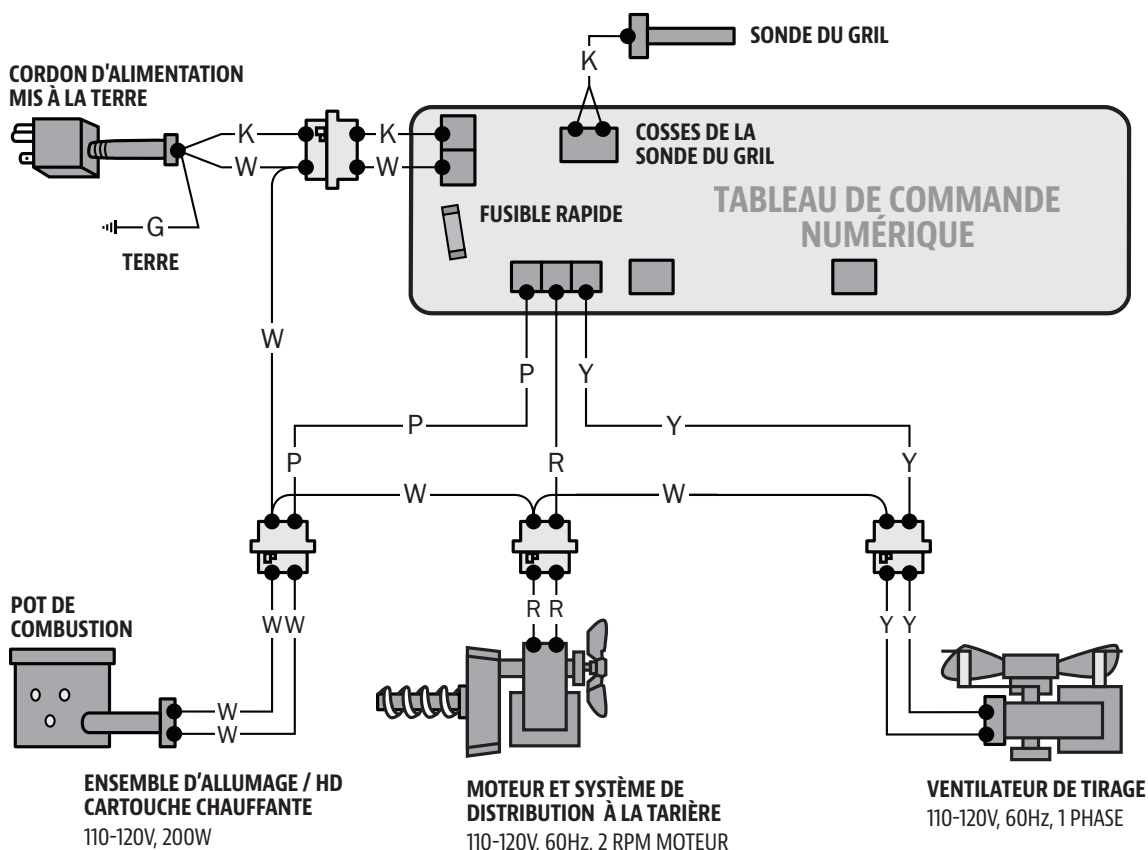 SONDE DU GRIL
K
CORDON D'ALIMENTATION
MIS À LA TERRE
K
K
W
W
G
TERRE
COSSES DE LA
SONDE DU GRIL
FUSIBLE RAPIDE
TABLEAU DE COMMANDE
NUMÉRIQUE
W
P
Y
P
Y
P
R
Y
W
W
POT DE
COMBUSTION
W W
R R
Y Y
W
W
ENSEMBLE D'ALLUMAGE / HD
CARTOUCHE CHAUFFANTE
110-120V, 200W
MOTEUR ET SYSTÈME DE
DISTRIBUTION À LA TARIÈRE
110-120V, 60Hz, 2 RPM MOTEUR
VENTILATEUR DE TIRAGE
110-120V, 60Hz, 1 PHASE